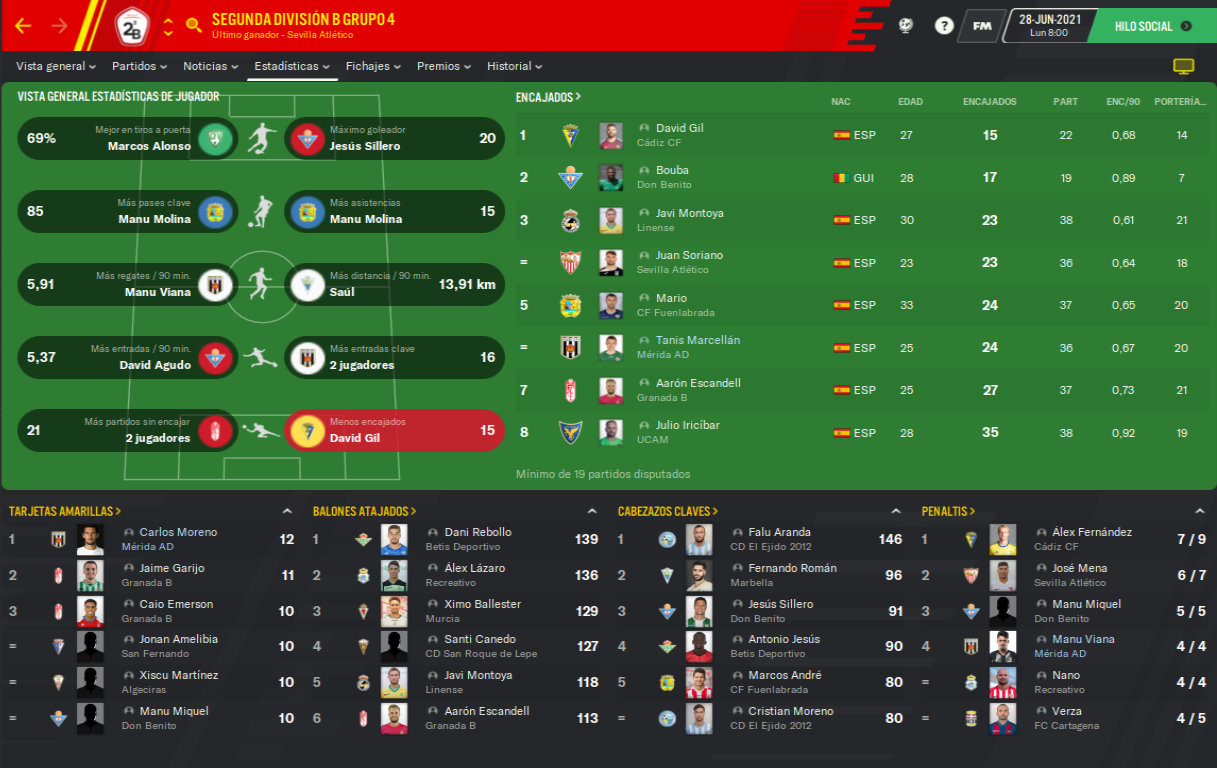 SEGUNDA DIVISIÓN B GRUPO 4
Último ganador - Sevilla Atlético
2ªB
?
FM
28-JUN-2021
Lun 8:00
HILO SOCIAL
Vista general
Partidos
Noticias
Estadísticas
Fichajes
Premios
Historial
VISTA GENERAL ESTADÍSTICAS DE JUGADOR
69%
Mejor en tiros a puerta
Marcos Alonso
Máximo goleador
Jesús Sillero
20
85
Más pases clave
Manu Molina
Más asistencias
Manu Molina
15
5,91
Más regates / 90 min.
Manu Viana
Más distancia / 90 min.
Saúl
13,91 km
5,37
Más entradas / 90 min.
David Agudo
Más entradas clave
2 jugadores
16
21
Más partidos sin encajar
2 jugadores
Menos encajados
David Gil
15
ENCAJADOS >
NAC EDAD ENCAJADOS PART ENC/90 PORTERÍA...
1 David Gil ESP 27 15 22 0,68 14
Cádiz CF
2 Bouba GUI 28 17 19 0,89 7
Don Benito
3 Javi Montoya ESP 30 23 38 0,61 21
Linense
= Juan Soriano ESP 23 23 36 0,64 18
Sevilla Atlético
5 Mario ESP 33 24 37 0,65 20
CF Fuenlabrada
= Tanis Marcellán ESP 25 24 36 0,67 20
Mérida AD
7 Aarón Escandell ESP 25 27 37 0,73 21
Granada B
8 Julio Iricíbar ESP 28 35 38 0,92 19
UCAM
Mínimo de 19 partidos disputados
TARJETAS AMARILLAS >
1 Carlos Moreno 12
Mérida AD
2 Jaime Garijo 11
Granada B
3 Caio Emerson 10
Granada B
= Jonan Amelibia 10
San Fernando
= Xiscu Martínez 10
Algeciras
= Manu Miquel 10
Don Benito
BALONES ATAJADOS >
1 Dani Rebollo 139
Betis Deportivo
2 Álex Lázaro 136
Recreativo
3 Ximo Ballester 129
Murcia
4 Santi Canedo 127
CD San Roque de Lepe
5 Javi Montoya 118
Linense
6 Aarón Escandell 113
Granada B
CABEZAZOS CLAVES >
1 Falu Aranda 146
CD El Ejido 2012
2 Fernando Román 96
Marbella
3 Jesús Sillero 91
Don Benito
4 Antonio Jesús 90
Betis Deportivo
5 Marcos André 80
CF Fuenlabrada
= Cristian Moreno 80
CD El Ejido 2012
PENALTIS >
1 Álex Fernández 7 / 9
Cádiz CF
2 José Mena 6 / 7
Sevilla Atlético
3 Manu Miquel 5 / 5
Don Benito
4 Manu Viana 4 / 4
Mérida AD
= Nano 4 / 4
Recreativo
= Verza 4 / 5
FC Cartagena